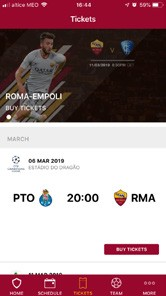 altice MEO
16:44
59%
Tickets
ROMA-EMPOLI
BUY TICKETS
MARCH
06 MAR 2019
ESTÁDIO DO DRAGÃO
PTO 20:00 RMA
BUY TICKETS
HOME SCHEDULE TICKETS TEAM MORE